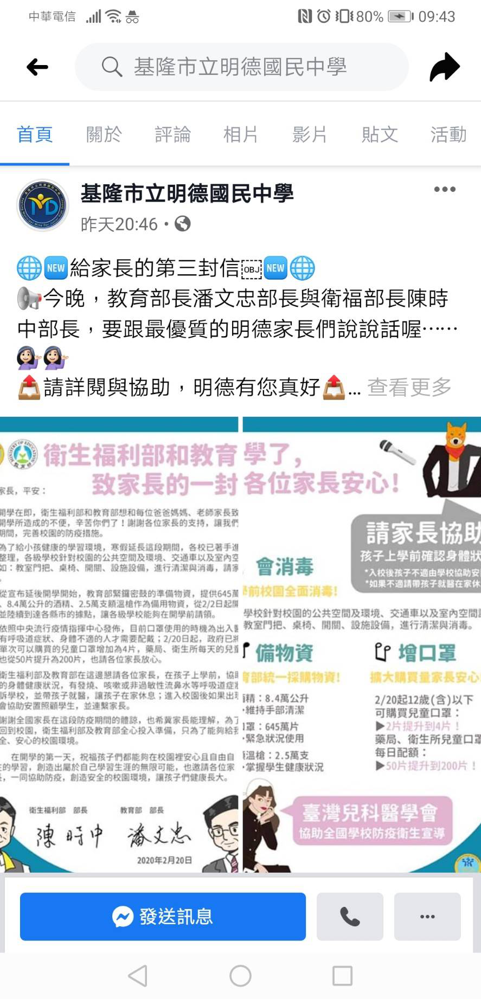 中華電信
80%
09:43
基隆市立明德國民中學
首頁
關於
評論
相片
影片
貼文
活動
基隆市立明德國民中學
昨天20:46
NEW給家長的第三封信OBJ NEW
今晚，教育部長潘文忠部長與衛福部長陳時
中部長，要跟最優質的明德家長們說說話喔⋯⋯
請詳閱與協助，明德有您真好... 查看更多
衛生福利部和教育
致家長的一封
家長，平安：
開學在即，衛生福利部和教育部想和每位爸爸媽媽、老師家長致
開學所造成的不便，辛苦你們了！謝謝各位家長的支持，讓我們
期間，完善校園的防疫措施。
為了給小孩健康的學習環境，寒假延長這段期間，各校已著手進
整理，各級學校針對校園的公共空間及環境、交通車以及室內空
如：教室門把、桌椅、開關、設施設備，進行清潔與消毒，請家
從宣布延後開學開始，教育部緊鑼密鼓的準備物資，提供645萬
、8.4萬公升的酒精、2.5萬支額溫槍作為備用物資，從2/2日起開
並陸續到達各縣市的據點，讓各級學校能夠在開學前請領。
依照中央流行疫情指揮中心發佈，目前口罩使用的時機為出入醫
有呼吸道症狀、身體不適的人才需要配戴；2/20日起，政府已將
單次可以購買的兒童口罩增加為4片，藥局、衛生所每天的兒童
也從50片提升為200片，也請各位家長放心。
衛生福利部及教育部在這邊懇請各位家長，在孩子上學前，協助
的身體健康狀況，有發燒、咳嗽或非過敏性流鼻水等呼吸道症狀
訴學校，並帶孩子就醫，讓孩子在家休息；進入校園後如果出現
會協助安置照顧學生，並連繫家長。
謝謝全國家長在這段防疫期間的體諒，也希冀家長能理解，為了
回到校園，衛生福利部及教育部全心投入準備，只為了能夠給我
全、安心的校園環境。
在開學的第一天，祝福孩子們都能夠在校園裡安心且自由自
在的學習，創造出屬於自己學習生涯的無限可能，也邀請各位家
長，一同協助防疫，創造安全的校園環境，讓孩子們健康長大。
衛生福利部 部長
教育部 部長
陳時中
潘文忠
2020年2月20日
學了，
各位家長安心！
請家長協助
孩子上學前確認身體狀
*入校後孩子不適由學校協助安
*如果不適請帶孩子就醫在家休
會消毒
學前校園全面消毒！
學校針對校園的公共空間及環境、交通車以及室內空間
教室門把、桌椅、開關、設施設備，進行清潔與消毒。
備物資
育部統一採購物資！
酒精：8.4萬公升
維持手部清潔
口罩：645萬片
緊急狀況使用
額溫槍：2.5萬支
掌握學生健康狀況
增口罩
擴大購買量家長安心
2/20起12歲(含)以下
可購買兒童口罩：
▶2片提升到4片！
藥局、衛生所兒童口罩
每日配額：
▶50片提升到200片！
臺灣兒科醫學會
協助全國學校防疫衛生宣導
發送訊息